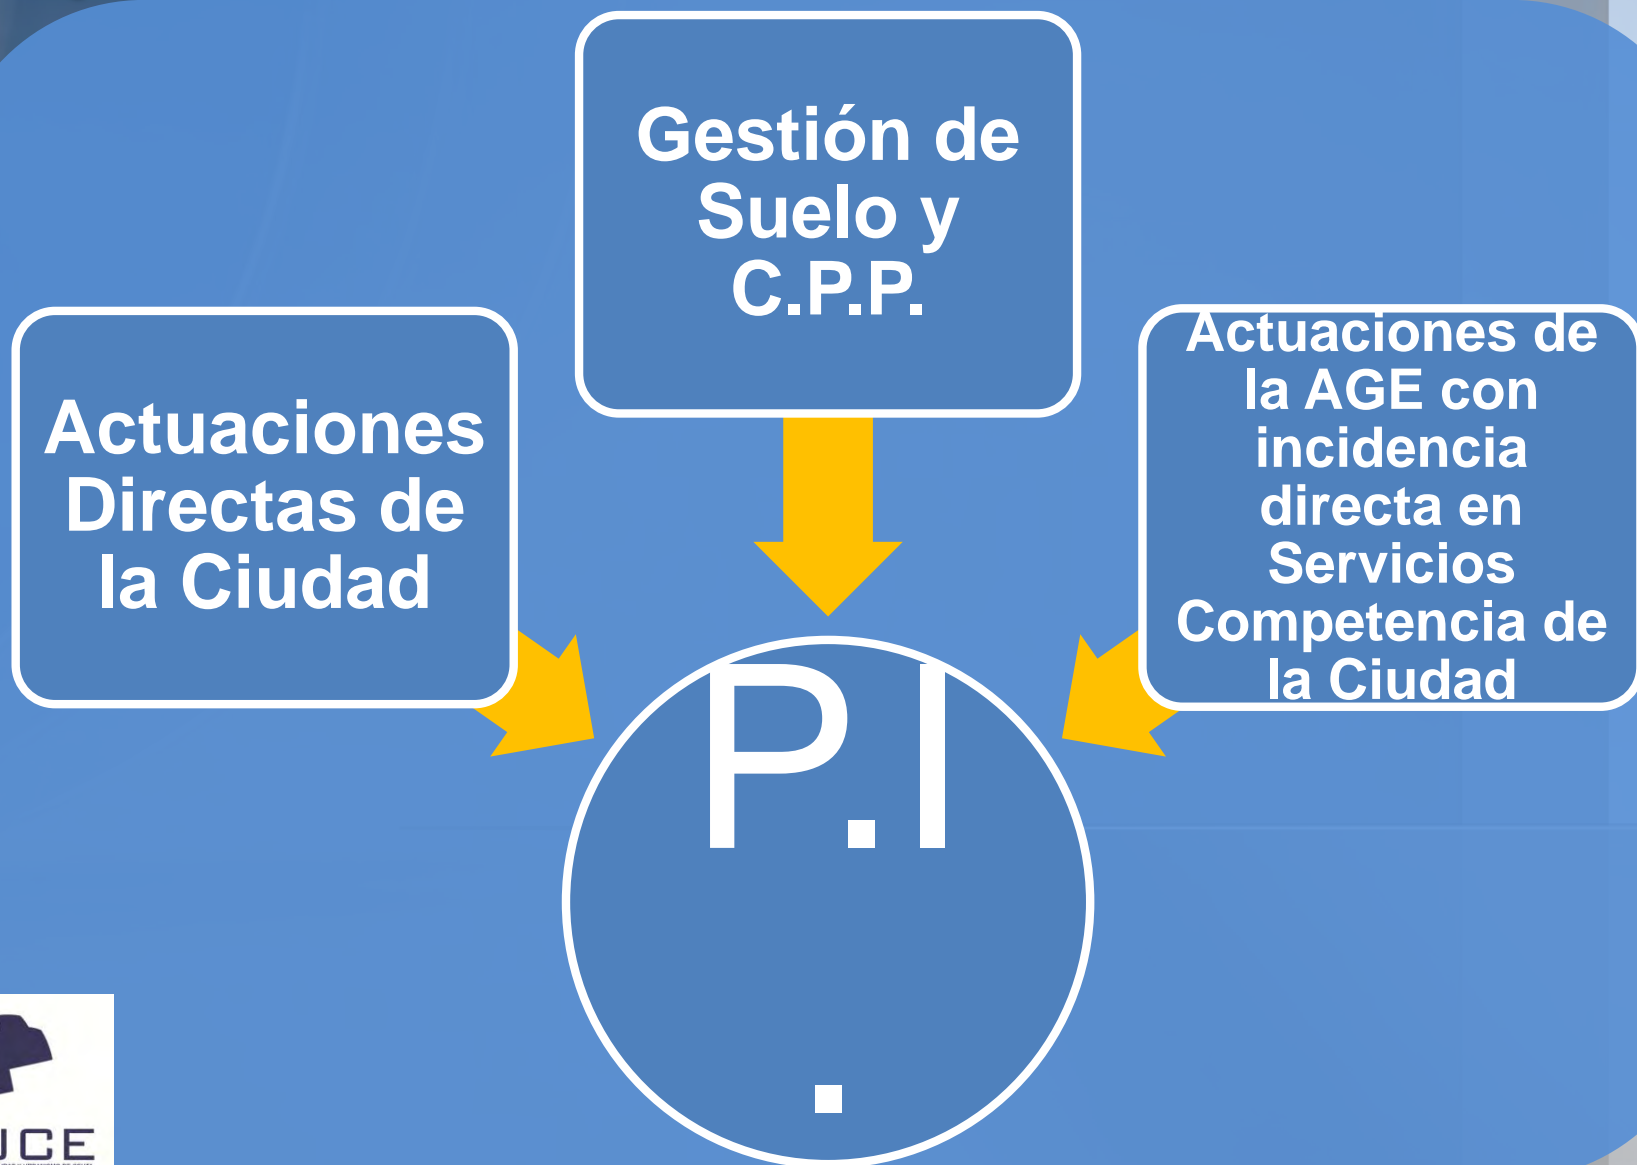 Gestión de
Suelo y
C.P.P.
Actuaciones
Directas de
la Ciudad
Actuaciones de
la AGE con
incidencia
directa en
Servicios
Competencia de
la Ciudad
P.I
.